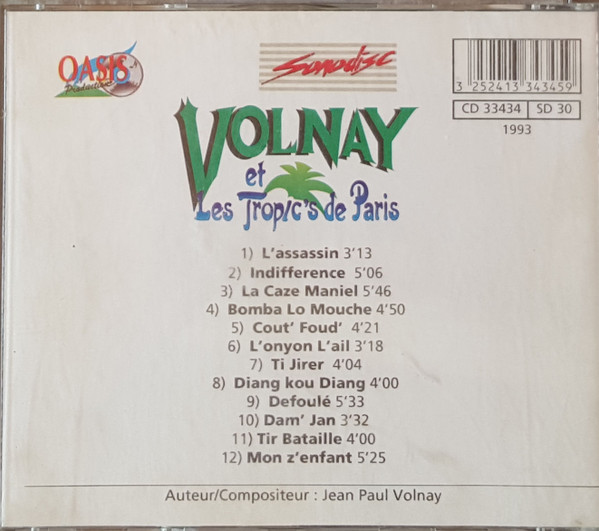 OASIS
Productions
Sonodisc
3 252413 343459
CD 33434 SD 30
1993
VOLNAY
et
Les Tropic's de Paris
1) L'assassin 3'13
2) Indifference 5'06
3) La Caze Maniel 5'46
4) Bomba Lo Mouche 4'50
5) Cout' Foud' 4'21
6) L'onyon L'ail 3'18
7) Ti Jirer 4'04
8) Diang kou Diang 4'00
9) Defoulé 5'33
10) Dam' Jan 3'32
11) Tir Bataille 4'00
12) Mon z'enfant 5'25
Auteur/Compositeur : Jean Paul Volnay